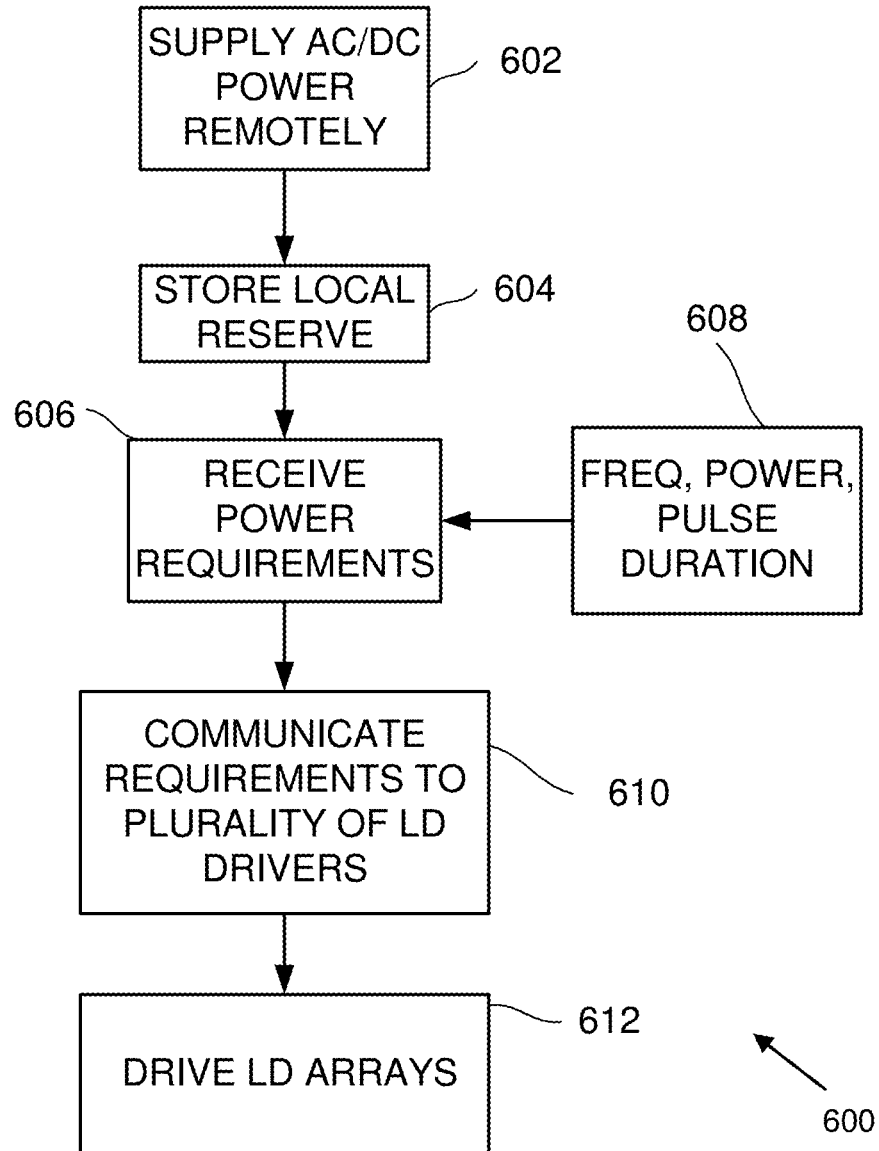 SUPPLY AC/DC
POWER
REMOTELY
602
STORE LOCAL
RESERVE
604
606
RECEIVE
POWER
REQUIREMENTS
608
FREQ, POWER,
PULSE
DURATION
COMMUNICATE
REQUIREMENTS TO
PLURALITY OF LD
DRIVERS
610
DRIVE LD ARRAYS
612
600